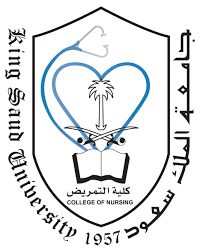 King Saud University 1957
جامعة الملك سعود
كلية التمريض
COLLEGE OF NURSING